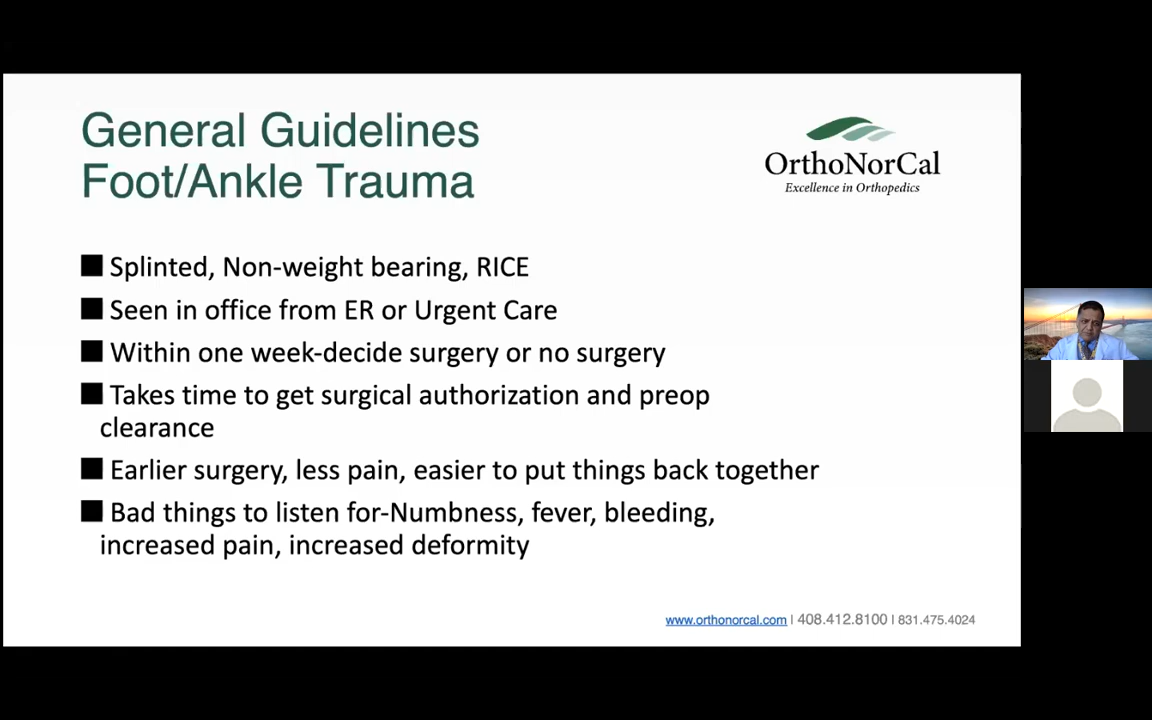 General Guidelines
Foot/Ankle Trauma
OrthoNorCal
Excellence in Orthopedics
Splinted, Non-weight bearing, RICE
Seen in office from ER or Urgent Care
Within one week-decide surgery or no surgery
Takes time to get surgical authorization and preop
clearance
Earlier surgery, less pain, easier to put things back together
Bad things to listen for-Numbness, fever, bleeding,
increased pain, increased deformity
www.orthonorcal.com | 408.412.8100 | 831.475.4024